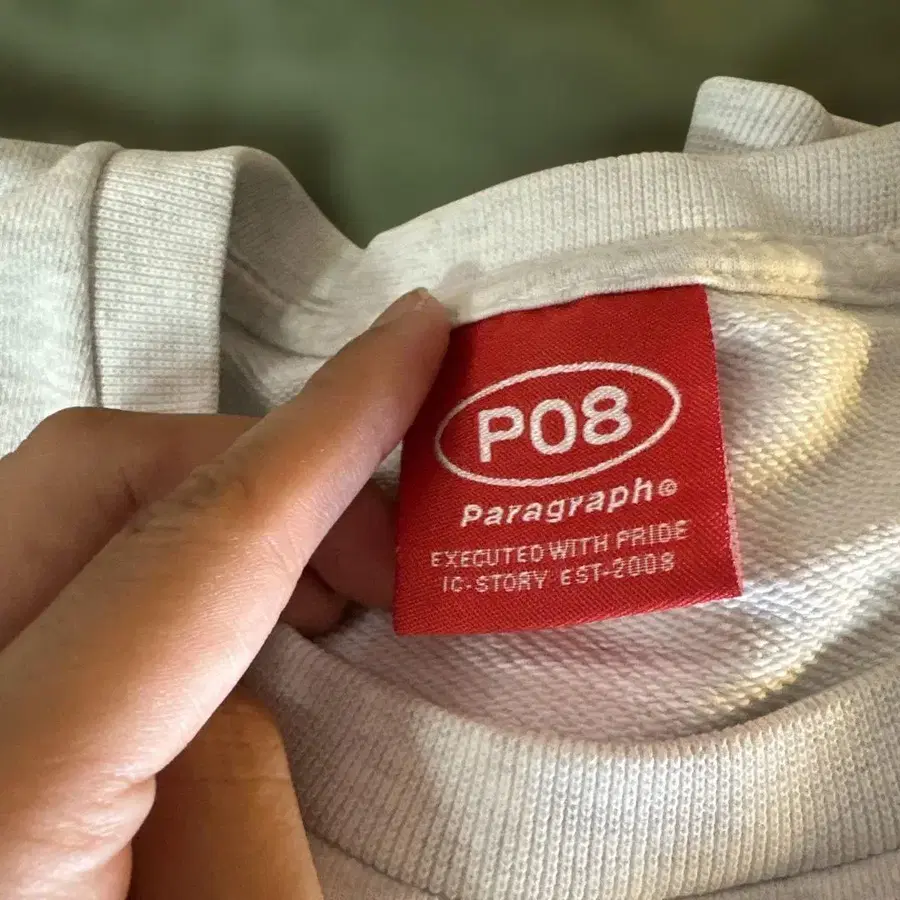 P08
Paragraph®
EXECUTED WITH PRIDE
IC-STORY EST-2008